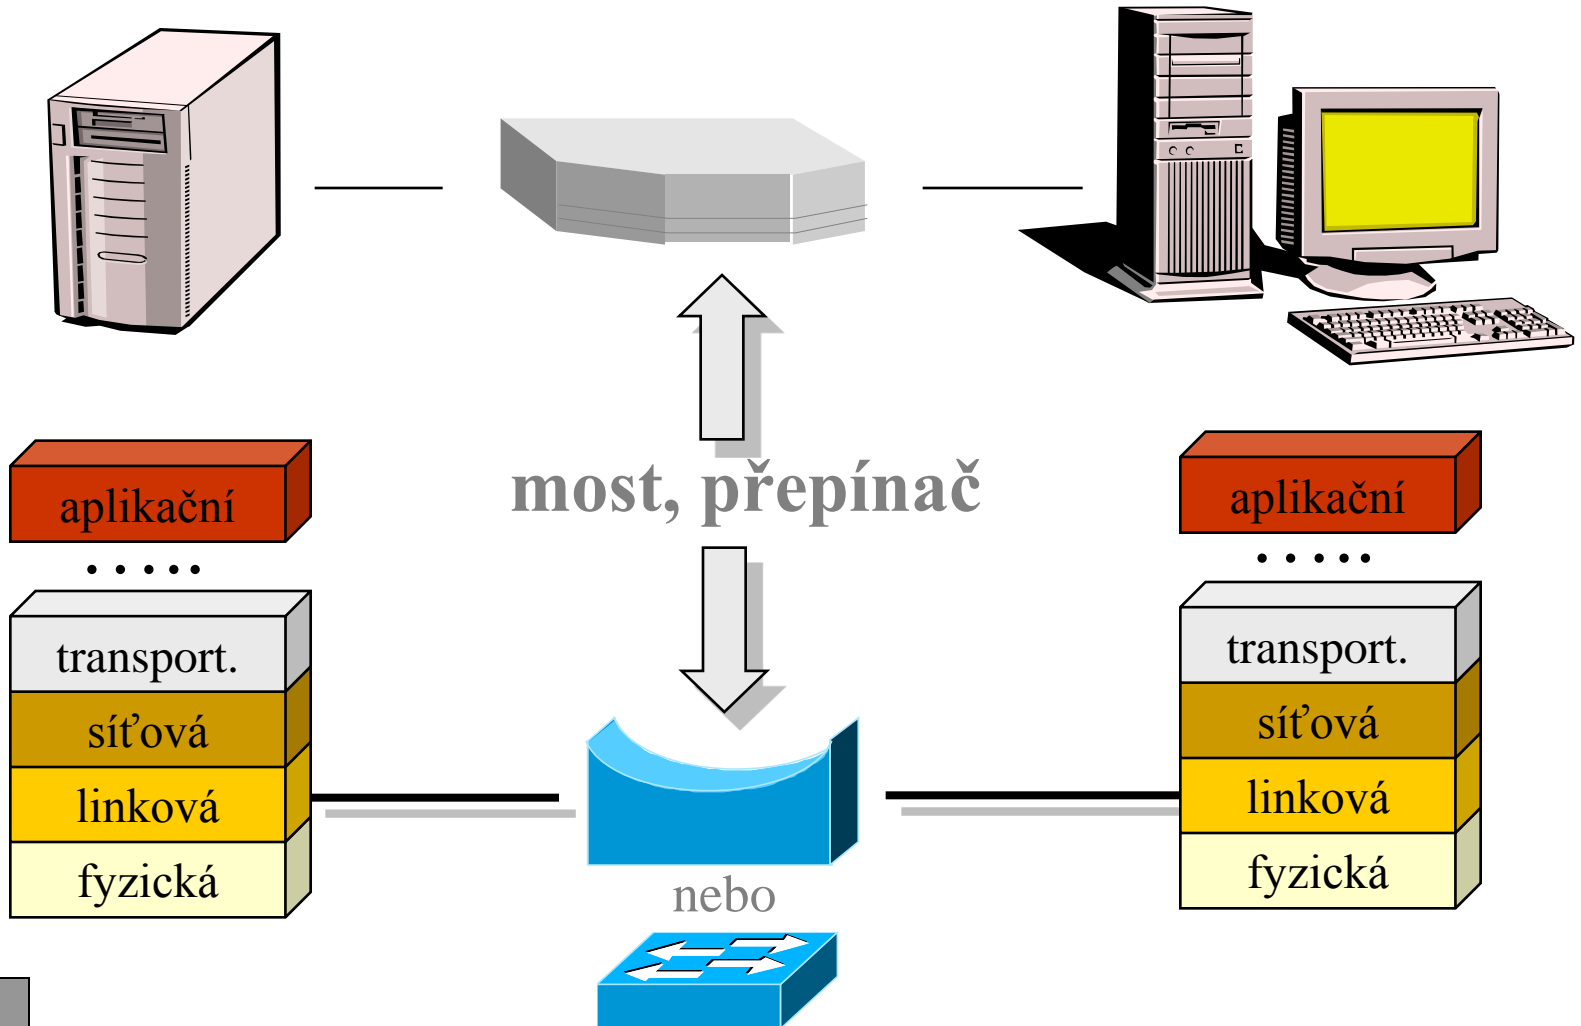 most, přepínač
aplikační
.....
transport.
síťová
linková
fyzická
aplikační
.....
transport.
síťová
linková
fyzická
nebo